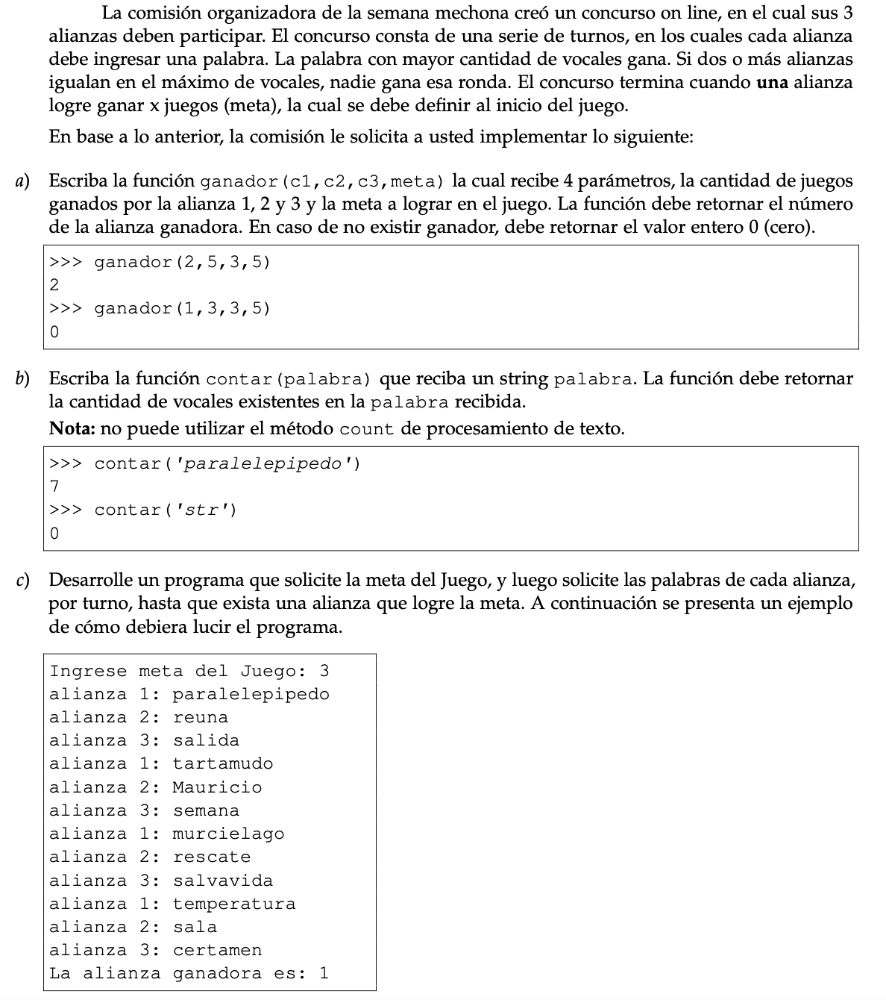 La comisión organizadora de la semana mechona creó un concurso on line, en el cual sus 3
alianzas deben participar. El concurso consta de una serie de turnos, en los cuales cada alianza
debe ingresar una palabra. La palabra con mayor cantidad de vocales gana. Si dos o más alianzas
igualan en el máximo de vocales, nadie gana esa ronda. El concurso termina cuando una alianza
logre ganar x juegos (meta), la cual se debe definir al inicio del juego.
En base a lo anterior, la comisión le solicita a usted implementar lo siguiente:
a) Escriba la función ganador(c1,c2,c3,meta) la cual recibe 4 parámetros, la cantidad de juegos
ganados por la alianza 1, 2 y 3 y la meta a lograr en el juego. La función debe retornar el número
de la alianza ganadora. En caso de no existir ganador, debe retornar el valor entero 0 (cero).
>>> ganador(2,5,3,5)
2
>>> ganador(1,3,3,5)
0
b) Escriba la función contar(palabra) que reciba un string palabra. La función debe retornar
la cantidad de vocales existentes en la palabra recibida.
Nota: no puede utilizar el método count de procesamiento de texto.
>>> contar('paralelepipedo')
7
>>> contar('str')
0
c) Desarrolle un programa que solicite la meta del Juego, y luego solicite las palabras de cada alianza,
por turno, hasta que exista una alianza que logre la meta. A continuación se presenta un ejemplo
de cómo debiera lucir el programa.
Ingrese meta del Juego: 3
alianza 1: paralelepipedo
alianza 2: reuna
alianza 3: salida
alianza 1: tartamudo
alianza 2: Mauricio
alianza 3: semana
alianza 1: murcielago
alianza 2: rescate
alianza 3: salvavida
alianza 1: temperatura
alianza 2: sala
alianza 3: certamen
La alianza ganadora es: 1